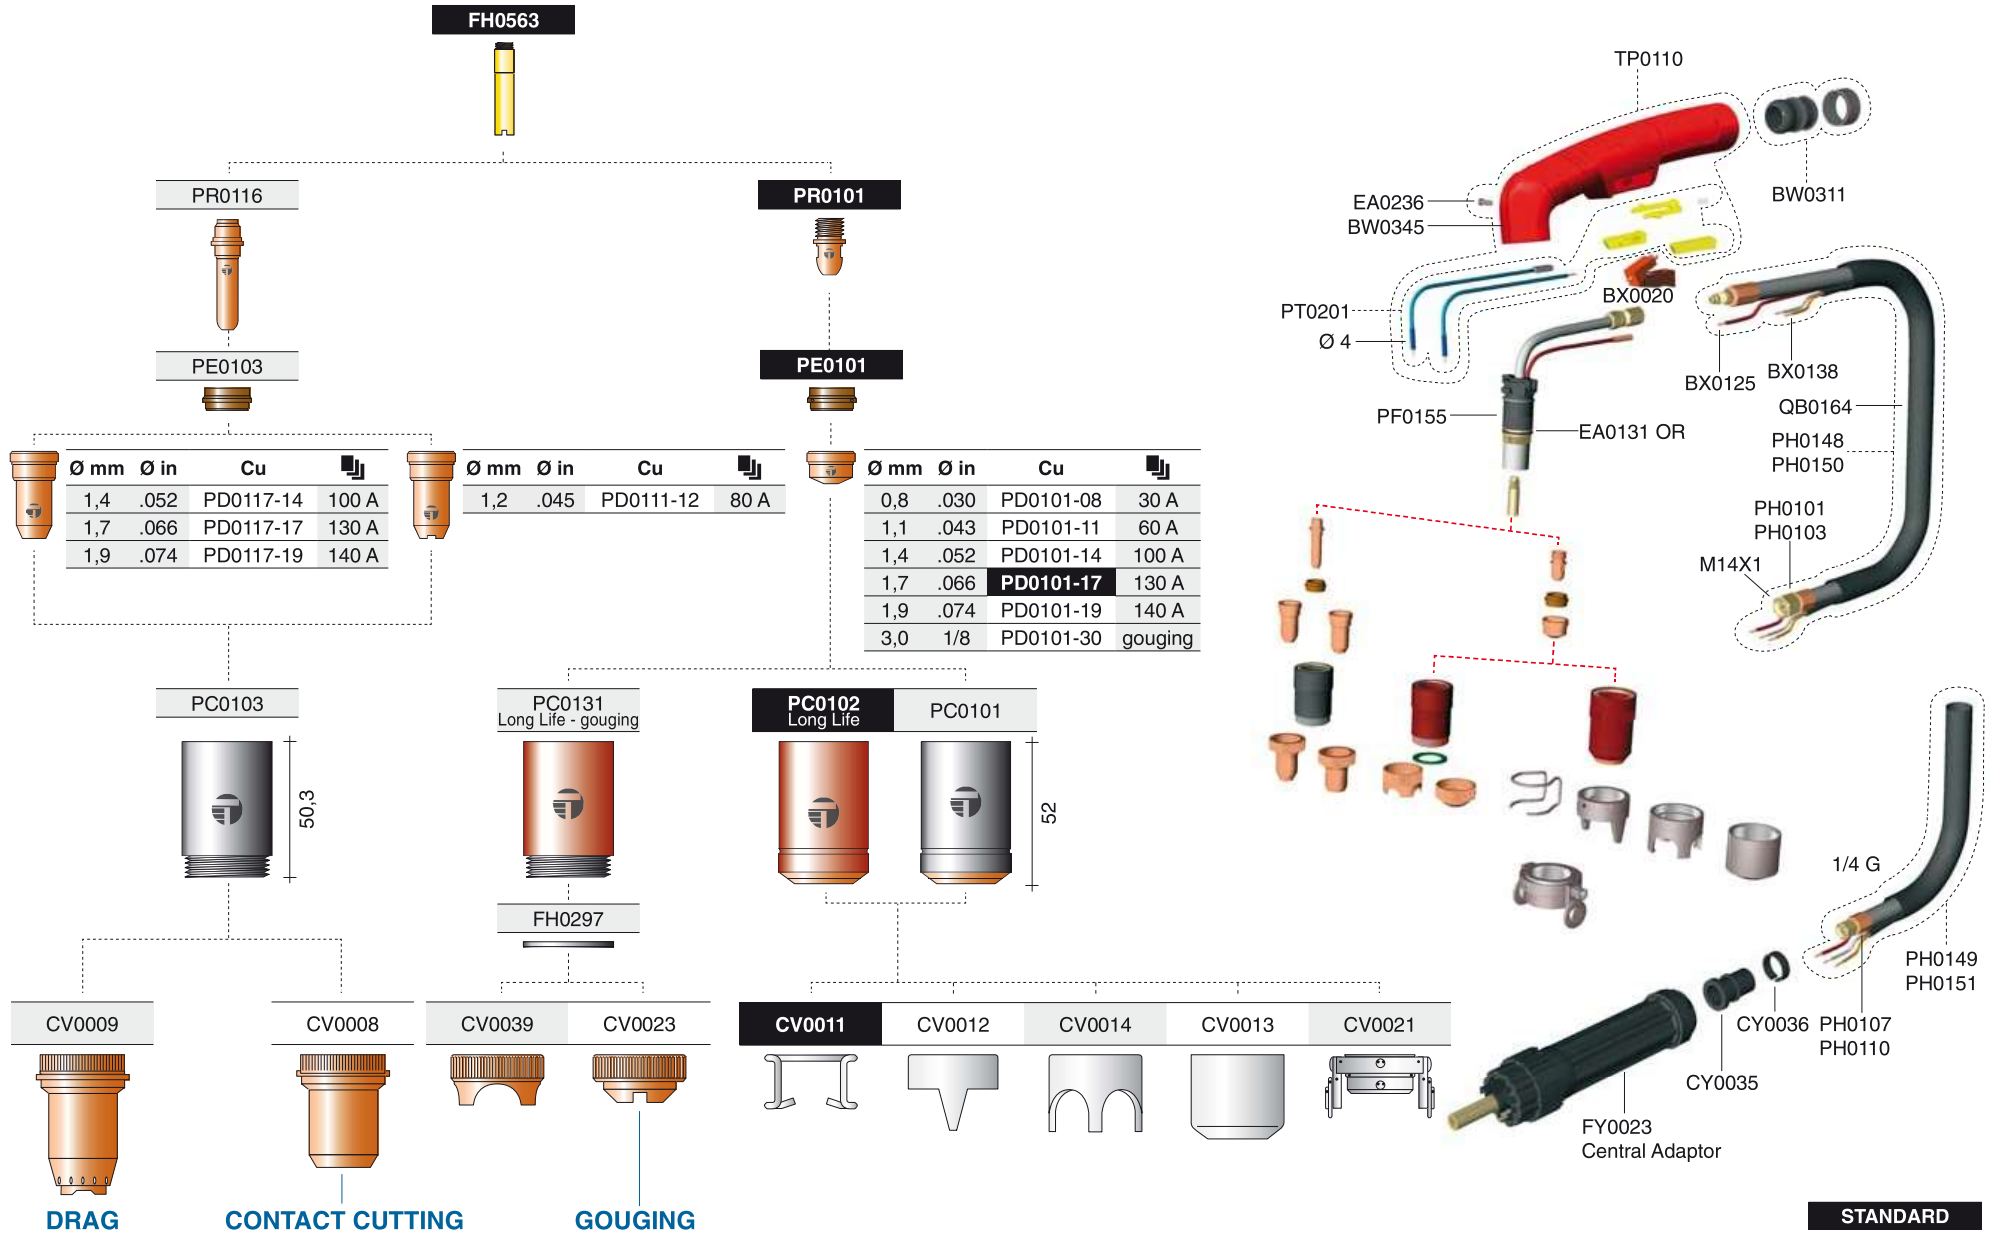 FH0563
PR0116
PR0101
PE0103
PE0101
Ø mm Ø in Cu
1,4 .052 PD0117-14 100 A
1,7 .066 PD0117-17 130 A
1,9 .074 PD0117-19 140 A
Ø mm Ø in Cu
1,2 .045 PD0111-12 80 A
Ø mm Ø in Cu
0,8 .030 PD0101-08 30 A
1,1 .043 PD0101-11 60 A
1,4 .052 PD0101-14 100 A
1,7 .066 PD0101-17 130 A
1,9 .074 PD0101-19 140 A
3,0 1/8 PD0101-30 gouging
PC0103
50,3
PC0131
Long Life - gouging
PC0102
Long Life
PC0101
52
FH0297
CV0009
CV0008
CV0039
CV0023
CV0011
CV0012
CV0014
CV0013
CV0021
DRAG
CONTACT CUTTING
GOUGING
TP0110
EA0236
BW0345
BW0311
PT0201
Ø 4
BX0020
BX0125
BX0138
PF0155
EA0131 OR
QB0164
PH0148
PH0150
PH0101
PH0103
M14X1
1/4 G
PH0149
PH0151
CY0036
PH0107
PH0110
CY0035
FY0023
Central Adaptor
STANDARD